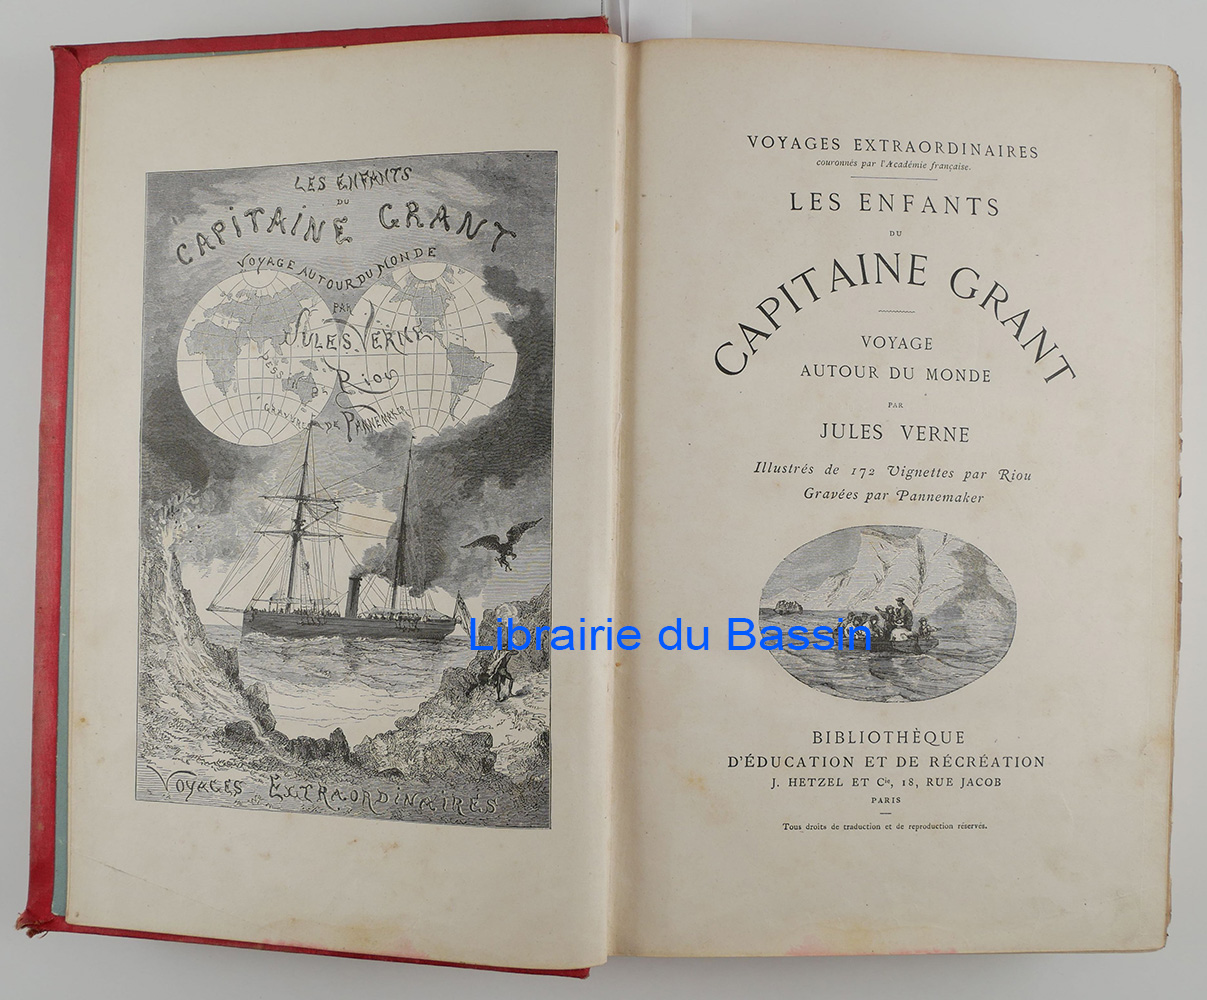 LES ENFANTS
DU
CAPITAINE GRANT
VOYAGE AUTOUR DU MONDE
PAR
JULES VERNE
DESSINS DE RIOU
GRAVURES DE PANNEMAKER
VOYAGES EXTRAORDINAIRES
VOYAGES EXTRAORDINAIRES
couronnés par l'Académie française.
LES ENFANTS
DU
CAPITAINE GRANT
VOYAGE
AUTOUR DU MONDE
PAR
JULES VERNE
Illustrés de 172 Vignettes par Riou
Gravées par Pannemaker
Librairie du Bassin
BIBLIOTHÈQUE
D'ÉDUCATION ET DE RÉCRÉATION
J. HETZEL ET Cie, 18, RUE JACOB
PARIS
Tous droits de traduction et de reproduction réservés.